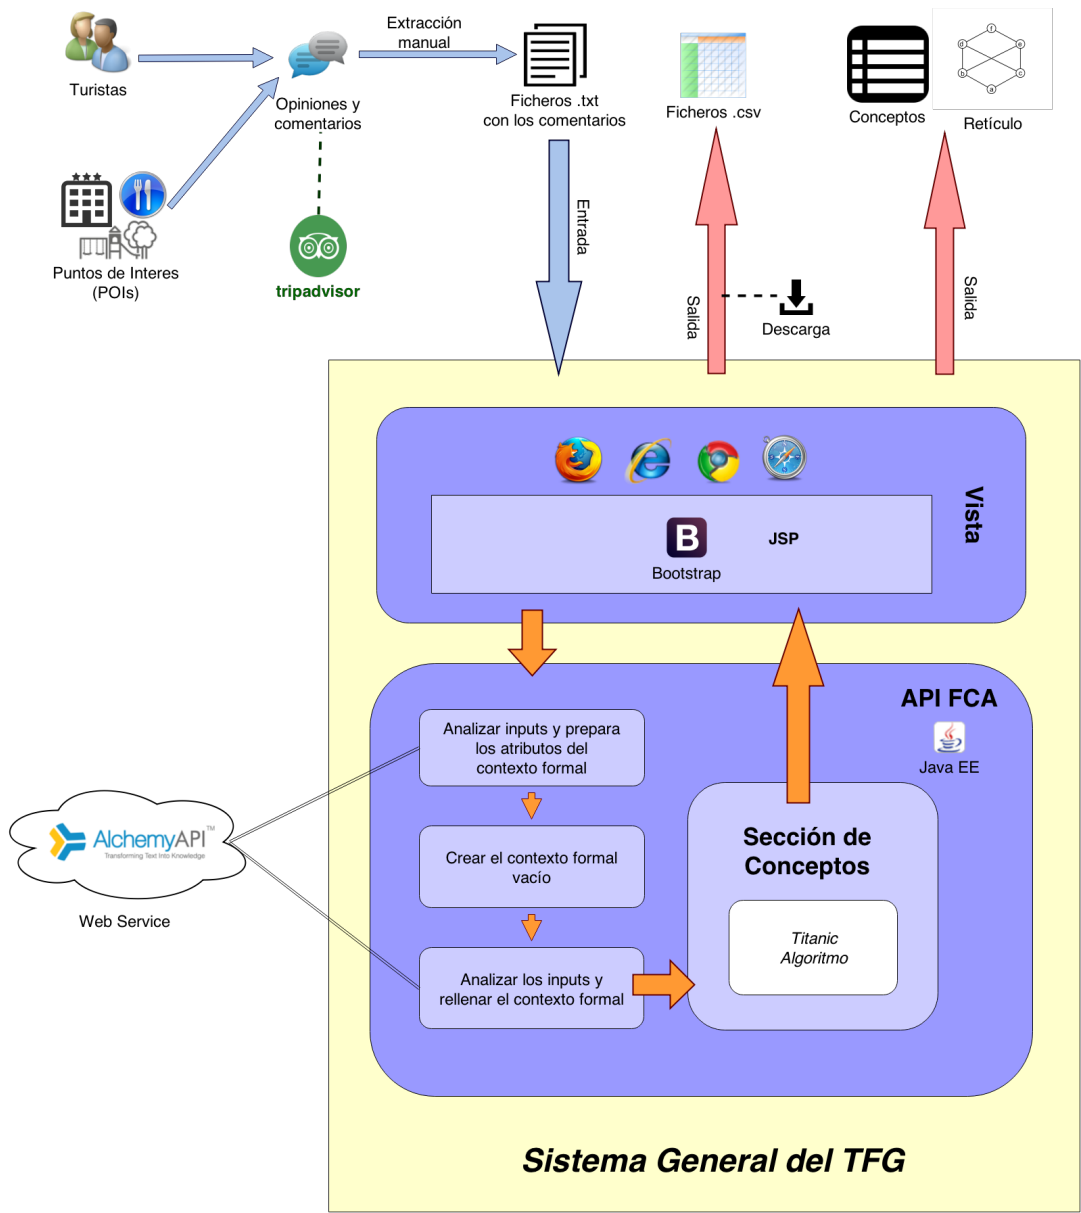 Turistas
Extracción
manual
Opiniones y
comentarios
Ficheros .txt
con los comentarios
Ficheros .csv
Conceptos
f
d
e
b
c
a
Retículo
Puntos de Interes
(POIs)
tripadvisor
Entrada
Salida
Descarga
Salida
Vista
B
Bootstrap
JSP
API FCA
Java EE
Analizar inputs y prepara
los atributos del
contexto formal
AlchemyAPI™
Transforming Text Into Knowledge
Web Service
Crear el contexto formal
vacío
Analizar los inputs y
rellenar el contexto formal
Sección de
Conceptos
Titanic
Algoritmo
Sistema General del TFG